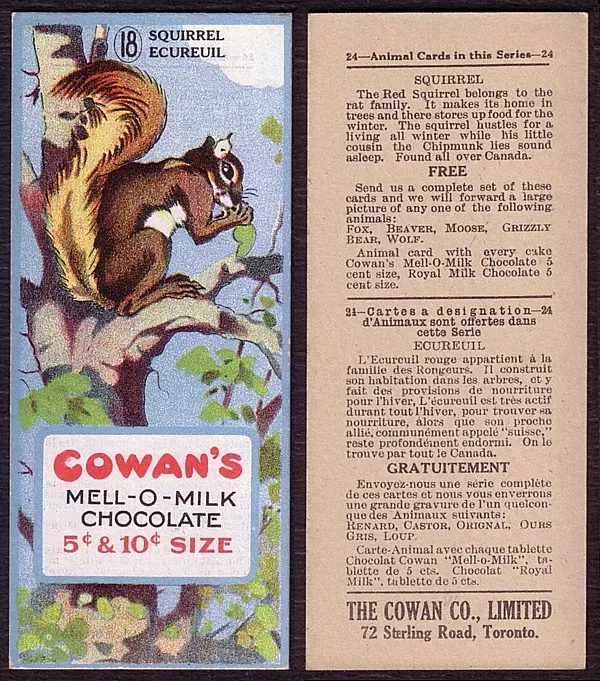 18 SQUIRREL
ECUREUIL
COWAN'S
MELL-O-MILK
CHOCOLATE
5¢ & 10¢ SIZE
24—Animal Cards in this Series—24
SQUIRREL
The Red Squirrel belongs to the
rat family. It makes its home in
trees and there stores up food for the
winter. The squirrel hustles for a
living all winter while his little
cousin the Chipmunk lies sound
asleep. Found all over Canada.
FREE
Send us a complete set of these
cards and we will forward a large
picture of any one of the following
animals:
FOX, BEAVER, MOOSE, GRIZZLY
BEAR, WOLF.
Animal card with every cake
Cowan's Mell-O-Milk Chocolate 5
cent size, Royal Milk Chocolate 5
cent size.
24—Cartes a designation—24
d'Animaux sont offertes dans
cette Serie
ECUREUIL
L'Ecureuil rouge appartient à la
famille des Rongeurs. Il construit
son habitation dans les arbres, et y
fait des provisions de nourriture
pour l'hiver, L'écureuil est très actif
durant tout l'hiver, pour trouver sa
nourriture, alors que son proche
allié, communément appelé "suisse,"
reste profondément endormi. On le
trouve par tout le Canada.
GRATUITEMENT
Envoyez-nous une série complète
de ces cartes et nous vous enverrons
une grande gravure de l'un quelcon-
que des Animaux suivants:
RENARD, CASTOR, ORIGNAL, OURS
GRIS, LOUP.
Carte-Animal avec chaque tablette
Chocolat Cowan "Mell-o-Milk", ta-
blette de 5 cts. Chocolat "Royal
Milk", tablette de 5 cts.
THE COWAN CO., LIMITED
72 Sterling Road, Toronto.